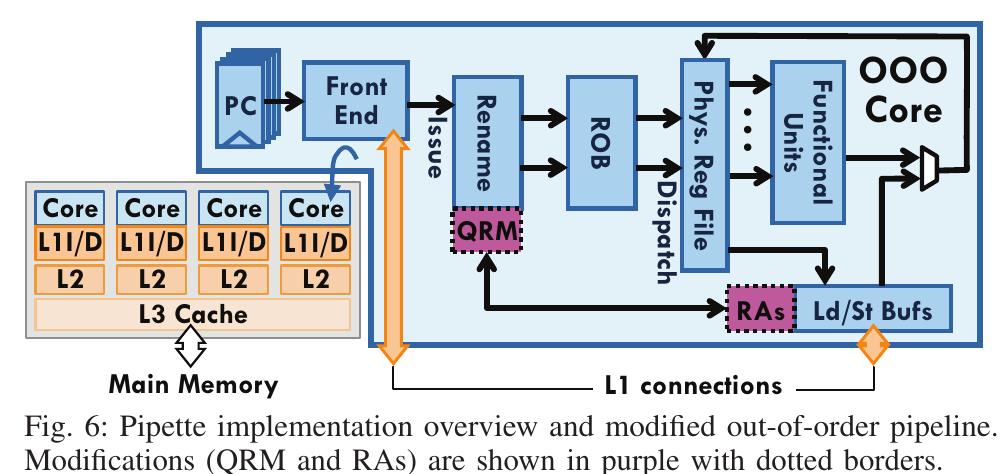 PC
Front
End
Issue
Rename
QRM
ROB
Dispatch
Phys. Reg File
Functional
Units
OOO
Core
RAs
Ld/St Bufs
Core Core Core Core
L1I/D L1I/D L1I/D L1I/D
L2 L2 L2 L2
L3 Cache
Main Memory
L1 connections
Fig. 6: Pipette implementation overview and modified out-of-order pipeline.
Modifications (QRM and RAs) are shown in purple with dotted borders.